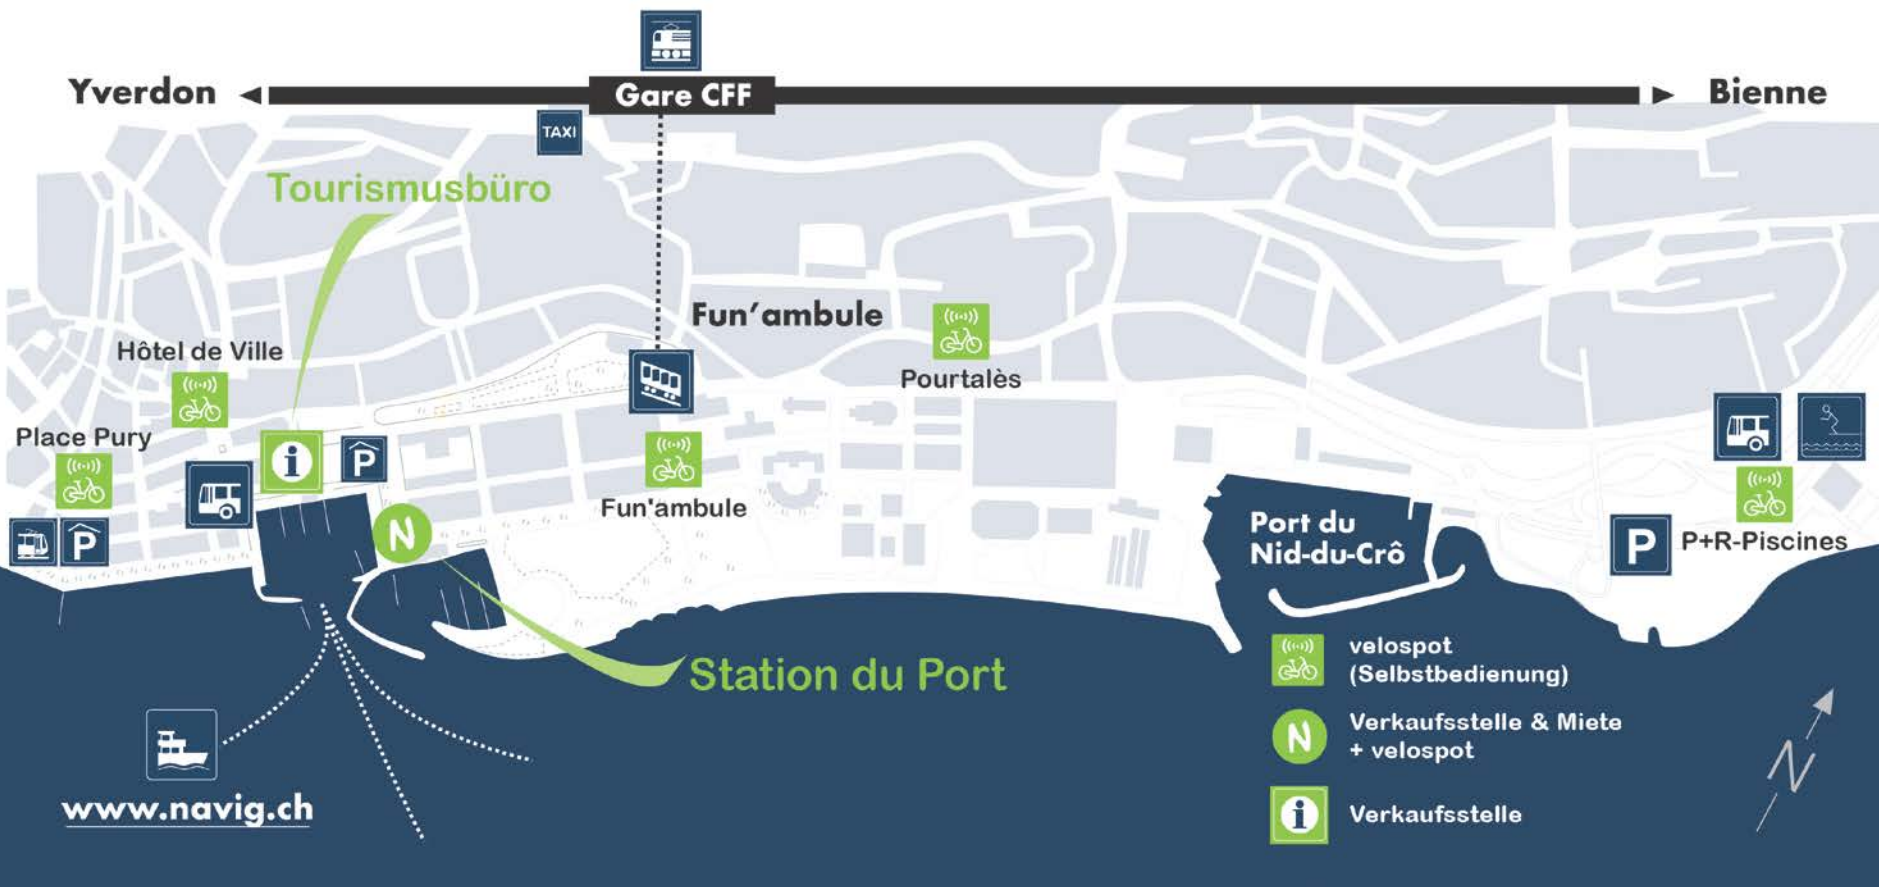 Yverdon
Gare CFF
Bienne
TAXI
Tourismusbüro
Fun'ambule
Hôtel de Ville
Pourtalès
Place Pury
i
P
P
N
Fun'ambule
Port du
Nid-du-Crô
P
P+R-Piscines
Station du Port
velospot
(Selbstbedienung)
N
Verkaufsstelle & Miete
+ velospot
i
Verkaufsstelle
www.navig.ch
N